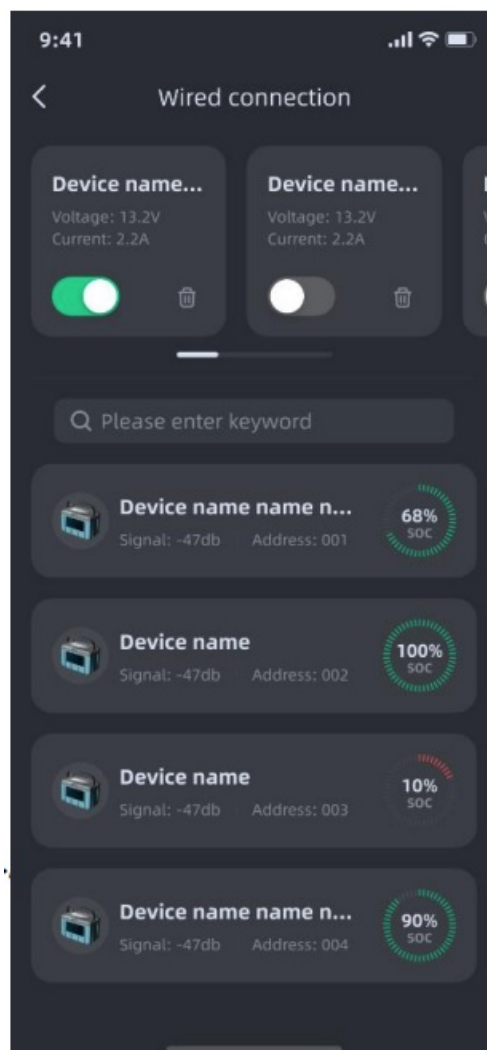 9:41
Wired connection
Device name...
Voltage: 13.2V
Current: 2.2A
Device name...
Voltage: 13.2V
Current: 2.2A
Please enter keyword
Device name name n...
Signal: -47db Address: 001
68%
SOC
Device name
Signal: -47db Address: 002
100%
SOC
Device name
Signal: -47db Address: 003
10%
SOC
Device name name n...
Signal: -47db Address: 004
90%
SOC